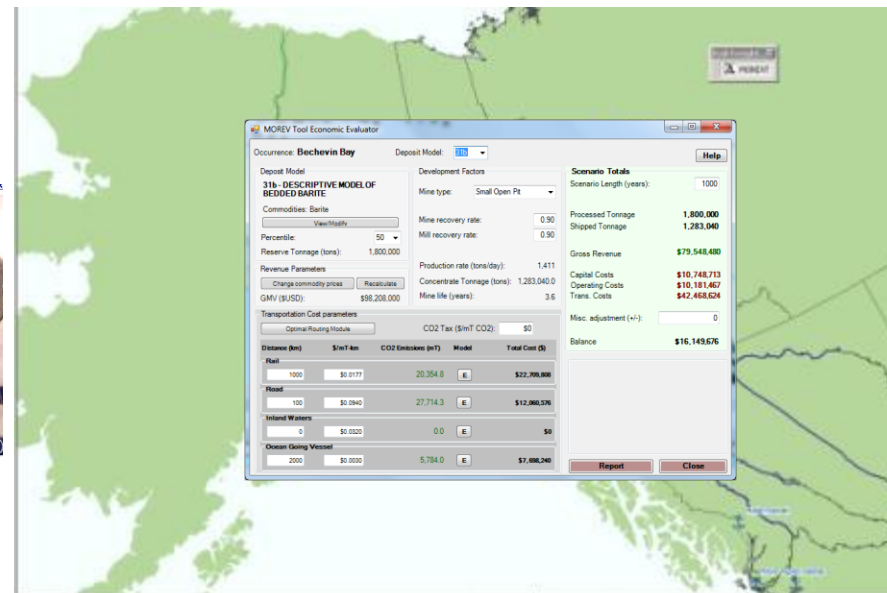 MOREV Tool Economic Evaluator
Occurrence: Bechevin Bay
Deposit Model: 31b
Help
Deposit Model
31b - DESCRIPTIVE MODEL OF
BEDDED BARITE
Commodities: Barite
View/Modify
Percentile: 50
Reserve Tonnage (tons): 1,800,000
Revenue Parameters
Change commodity prices Recalculate
GMV ($USD): $98,208,000
Development Factors
Mine type: Small Open Pit
Mine recovery rate: 0.90
Mill recovery rate: 0.90
Production rate (tons/day): 1,411
Concentrate Tonnage (tons): 1,283,040.0
Mine life (years): 3.6
Scenario Totals
Scenario Length (years): 1000
Processed Tonnage 1,800,000
Shipped Tonnage 1,283,040
Gross Revenue $79,548,480
Capital Costs $10,748,713
Operating Costs $10,181,467
Trans. Costs $42,468,624
Misc. adjustment (+/-): 0
Balance $16,149,676
Transportation Cost parameters
Optimal Routing Module CO2 Tax ($/mT CO2): $0
Distance (km) $/mT-km CO2 Emissions (mT) Model Total Cost ($)
Rail
1000 $0.0177 20,354.8 E $22,709,808
Road
100 $0.0940 27,714.3 E $12,060,576
Inland Waters
0 $0.0320 0.0 E $0
Ocean Going Vessel
2000 $0.0030 5,784.0 E $7,698,240
Report Close